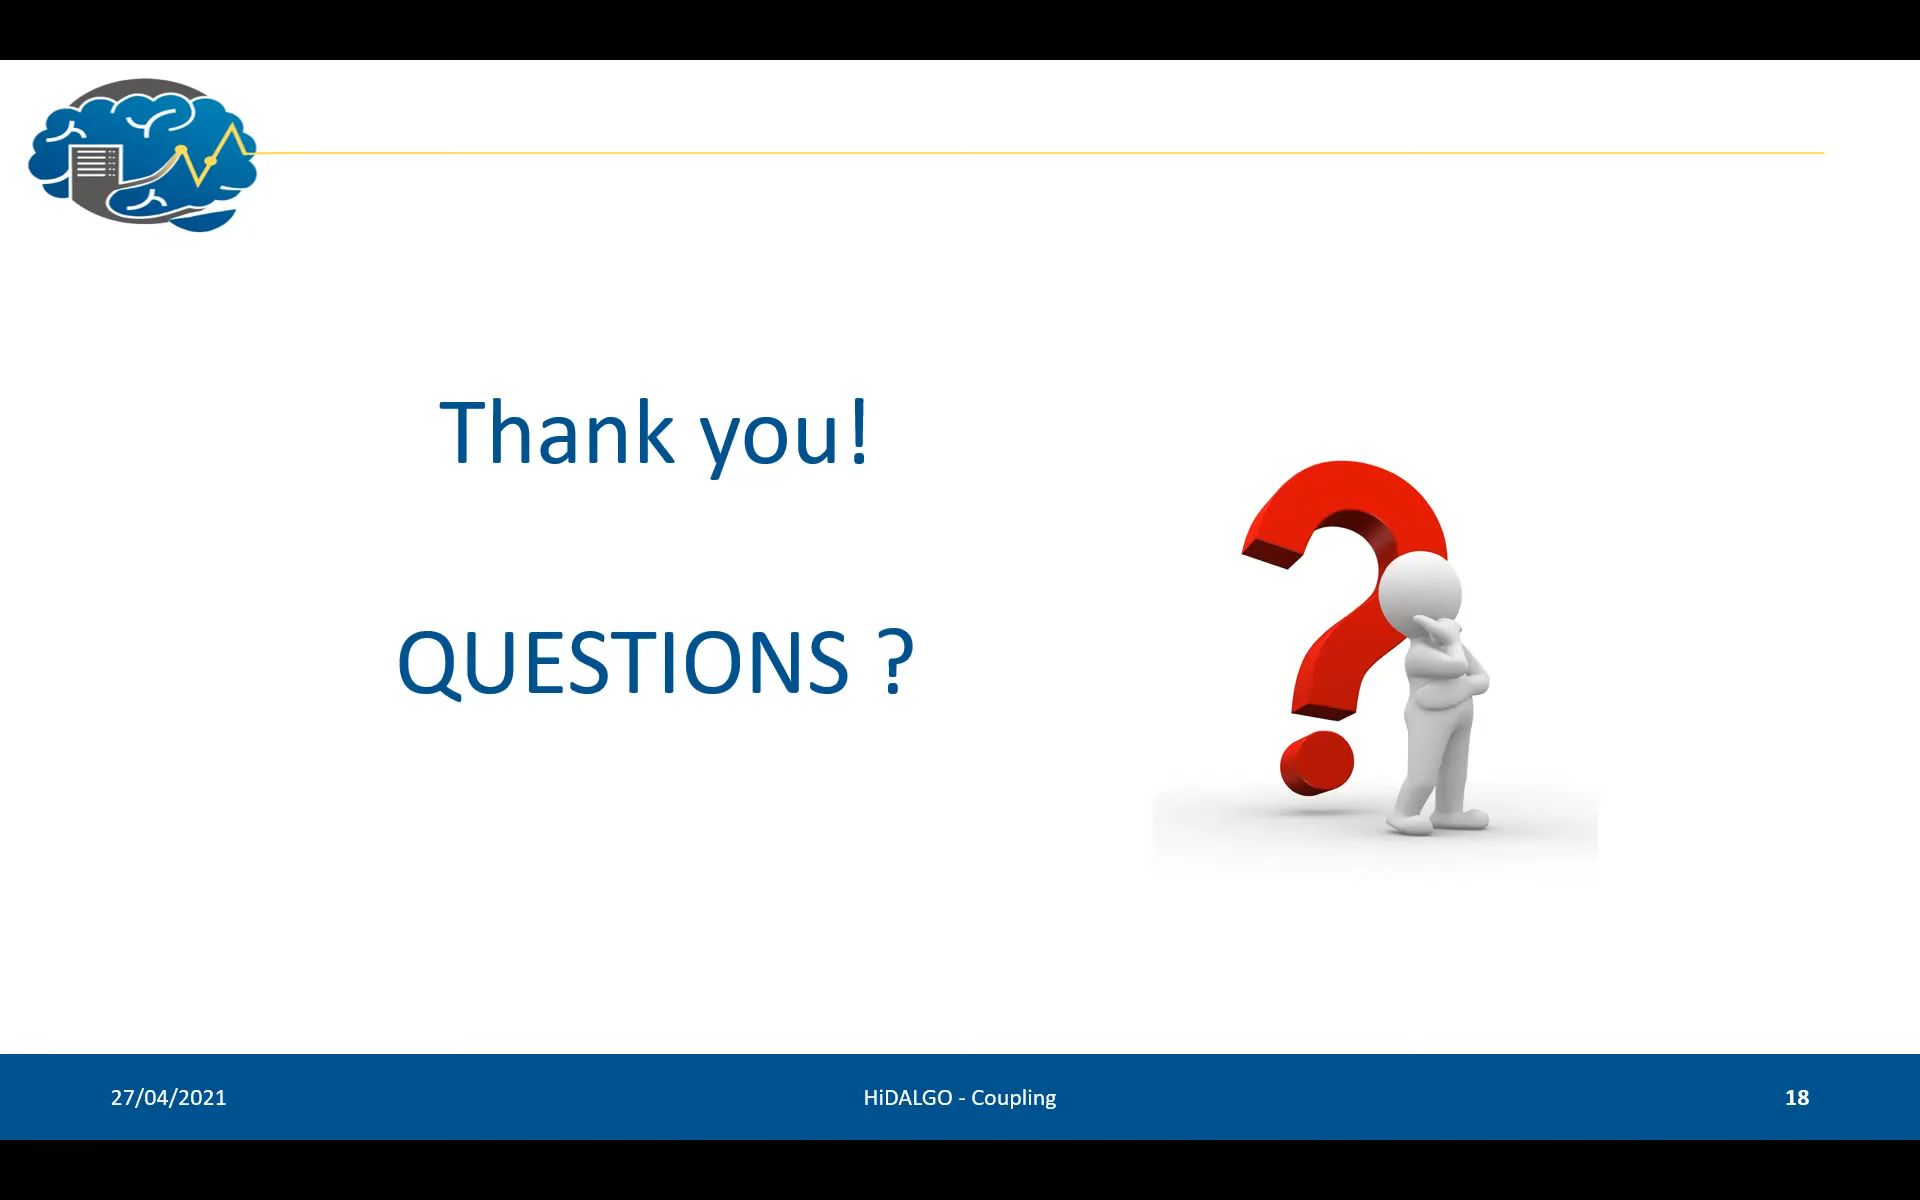 Thank you!
QUESTIONS ?
27/04/2021
HiDALGO - Coupling
18